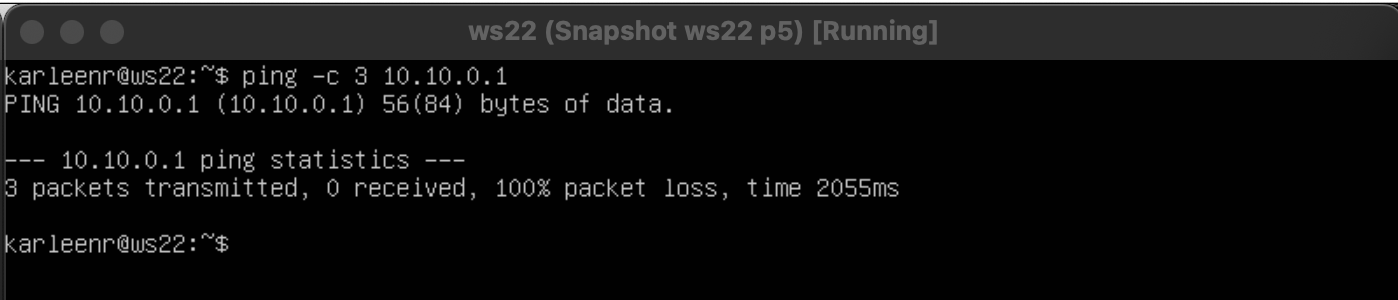 ws22 (Snapshot ws22 p5) [Running]
karleenr@ws22:~$ ping -c 3 10.10.0.1
PING 10.10.0.1 (10.10.0.1) 56(84) bytes of data.
--- 10.10.0.1 ping statistics ---
3 packets transmitted, 0 received, 100% packet loss, time 2055ms
karleenr@ws22:~$